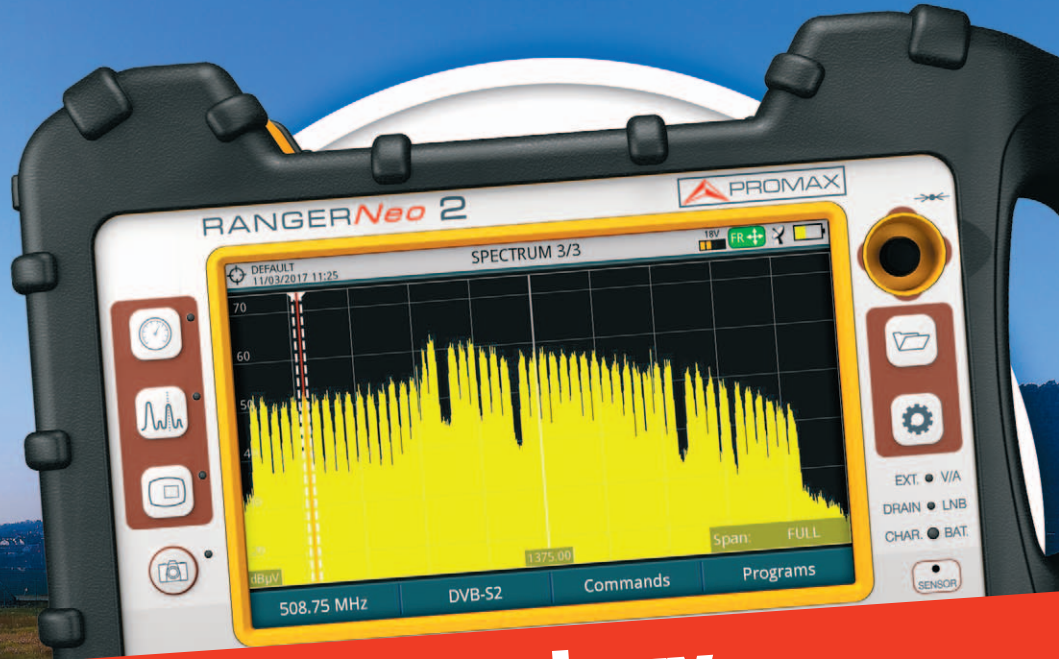 RANGERNeo 2
PROMAX
DEFAULT
11/03/2017 11:25
SPECTRUM 3/3
18V
FR
70
60
50
dBµV
1375.00
Span: FULL
508.75 MHz
DVB-S2
Commands
Programs
EXT. V/A
DRAIN LNB
CHAR. BAT.
SENSOR